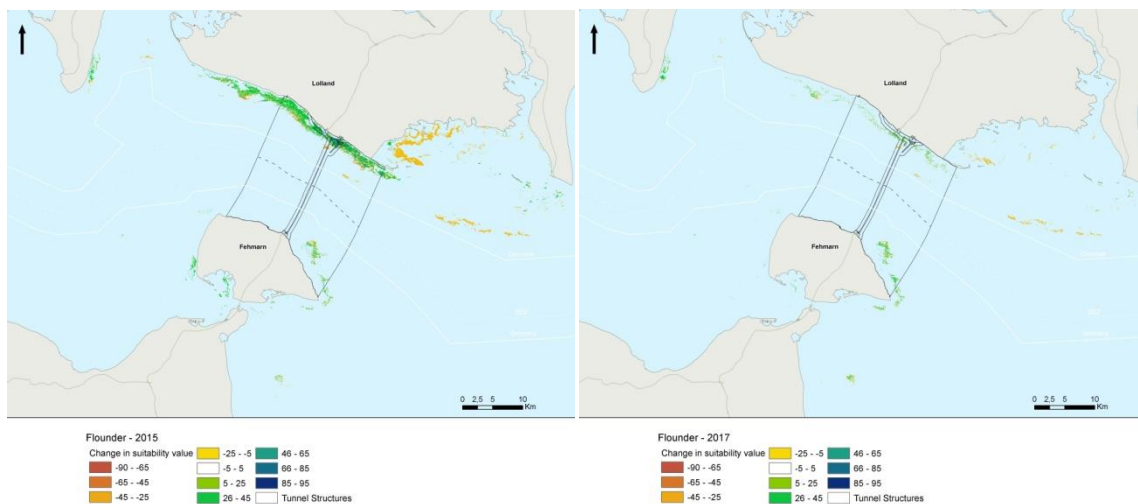 Lolland
Fehmarn
0 2,5 5 10
Km
Flounder - 2015
Change in suitability value
-90 - -65
-65 - -45
-45 - -25
-25 - -5
-5 - 5
5 - 25
26 - 45
46 - 65
66 - 85
85 - 95
Tunnel Structures
Lolland
Fehmarn
0 2,5 5 10
Km
Flounder - 2017
Change in suitability value
-90 - -65
-65 - -45
-45 - -25
-25 - -5
-5 - 5
5 - 25
26 - 45
46 - 65
66 - 85
85 - 95
Tunnel Structures